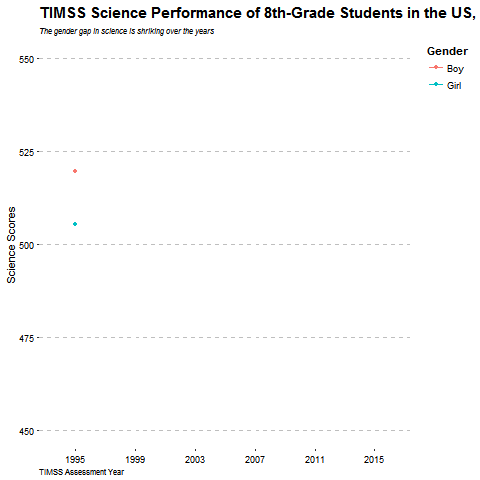 TIMSS Science Performance of 8th-Grade Students in the US,
The gender gap in science is shriking over the years
Gender
Boy
Girl
550
525
500
475
450
Science Scores
1995 1999 2003 2007 2011 2015
TIMSS Assessment Year